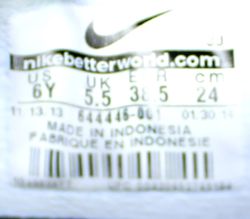 nikebetterworld.com
US UK EUR cm
6Y 5.5 38.5 24
11.13.13 644446-001 01.30.14
MADE IN INDONESIA
FABRIQUE EN INDONESIE